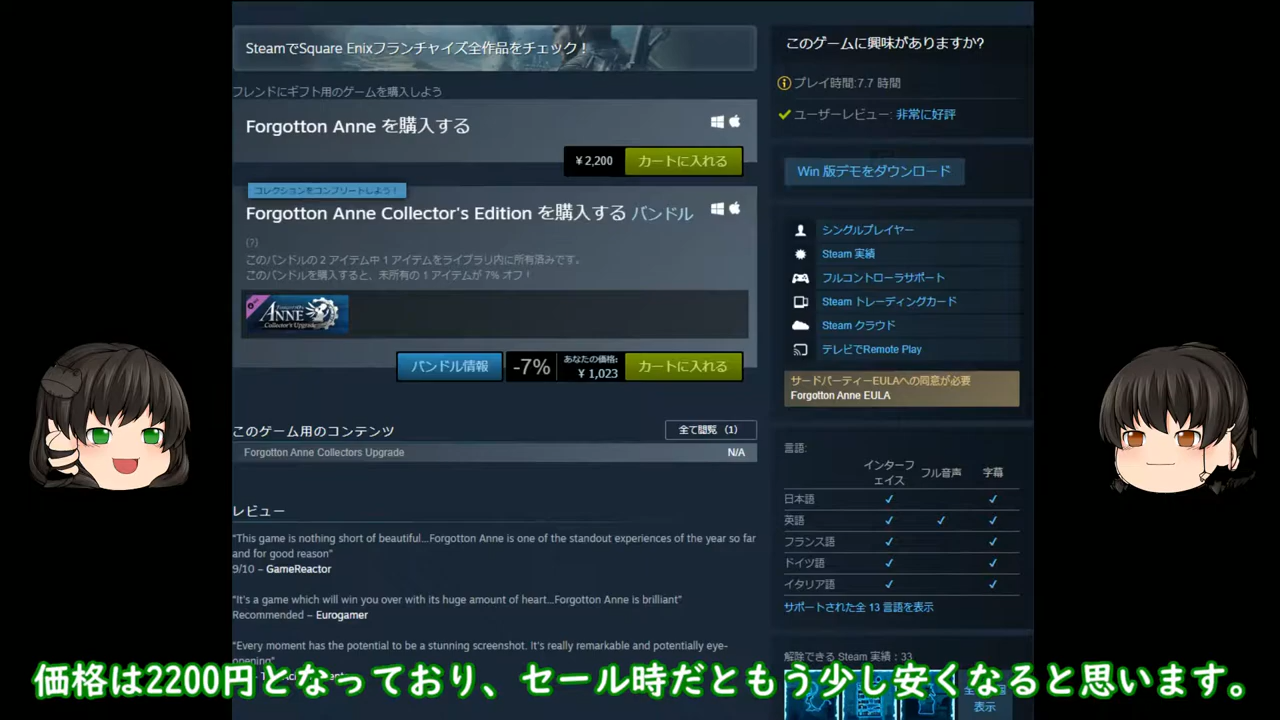 SteamでSquare Enixフランチャイズ全作品をチェック！
フレンドにギフト用のゲームを購入しよう
Forgotton Anne を購入する
¥ 2,200
カートに入れる
コレクションをコンプリートしよう！
Forgotton Anne Collector's Edition を購入する バンドル
(?)
このバンドルの 2 アイテム中 1 アイテムをライブラリ内に所有済みです。
このバンドルを購入すると、未所有の 1 アイテムが 7% オフ！
ANNE
Collector's Upgrade
バンドル情報
-7%
あなたの価格:
¥ 1,023
カートに入れる
このゲーム用のコンテンツ
全て閲覧 （1）
Forgotton Anne Collectors Upgrade
N/A
レビュー
“This game is nothing short of beautiful...Forgotton Anne is one of the standout experiences of the year so far
and for good reason”
9/10 – GameReactor
“It's a game which will win you over with its huge amount of heart...Forgotton Anne is brilliant”
Recommended – Eurogamer
“Every moment has the potential to be a stunning screenshot. It's really remarkable and potentially eye-
opening”
このゲームに興味がありますか?
プレイ時間:7.7 時間
ユーザーレビュー: 非常に好評
Win 版デモをダウンロード
シングルプレイヤー
Steam 実績
フルコントローラサポート
Steam トレーディングカード
Steam クラウド
テレビでRemote Play
サードパーティーEULAへの同意が必要
Forgotton Anne EULA
言語:
インターフ
ェイス
フル音声
字幕
日本語 ✓ ✓
英語 ✓ ✓ ✓
フランス語 ✓ ✓
ドイツ語 ✓ ✓
イタリア語 ✓ ✓
サポートされた全 13 言語を表示
解除できる Steam 実績：33
表示
価格は2200円となっており、セール時だともう少し安くなると思います。